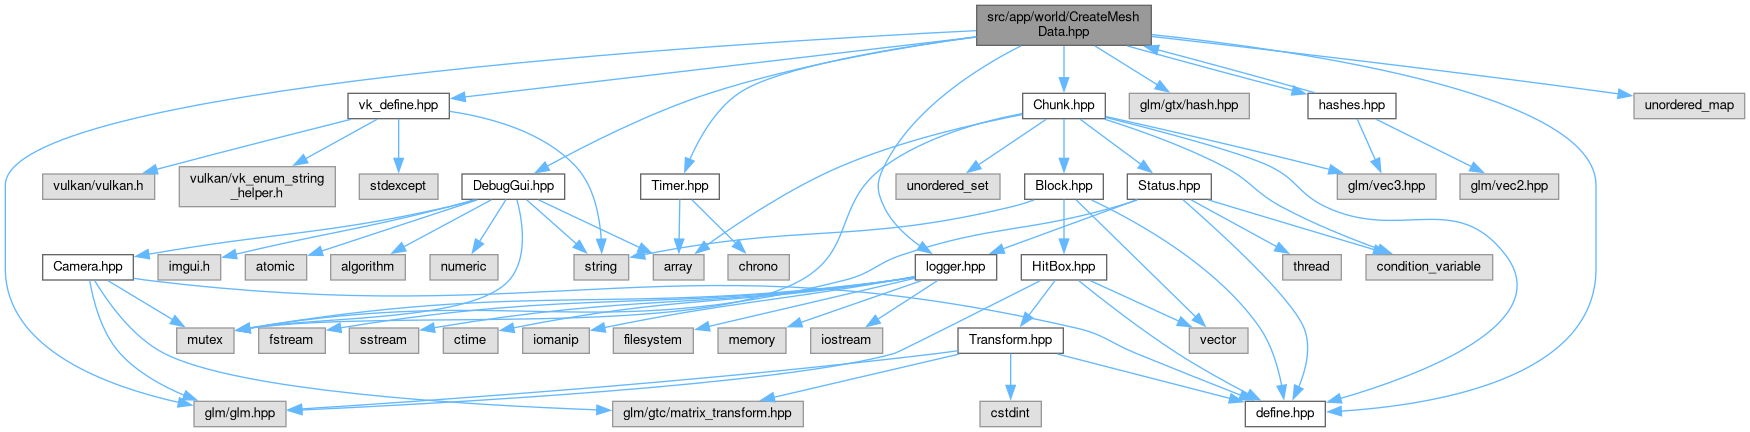 src/app/world/CreateMesh
Data.hpp
vk_define.hpp
Chunk.hpp
glm/gtx/hash.hpp
hashes.hpp
unordered_map
vulkan/vulkan.h
vulkan/vk_enum_string
_helper.h
stdexcept
DebugGui.hpp
Timer.hpp
unordered_set
Block.hpp
Status.hpp
glm/vec3.hpp
glm/vec2.hpp
Camera.hpp
imgui.h
atomic
algorithm
numeric
string
array
chrono
logger.hpp
HitBox.hpp
thread
condition_variable
mutex
fstream
sstream
ctime
iomanip
filesystem
memory
iostream
Transform.hpp
vector
glm/glm.hpp
glm/gtc/matrix_transform.hpp
cstdint
define.hpp